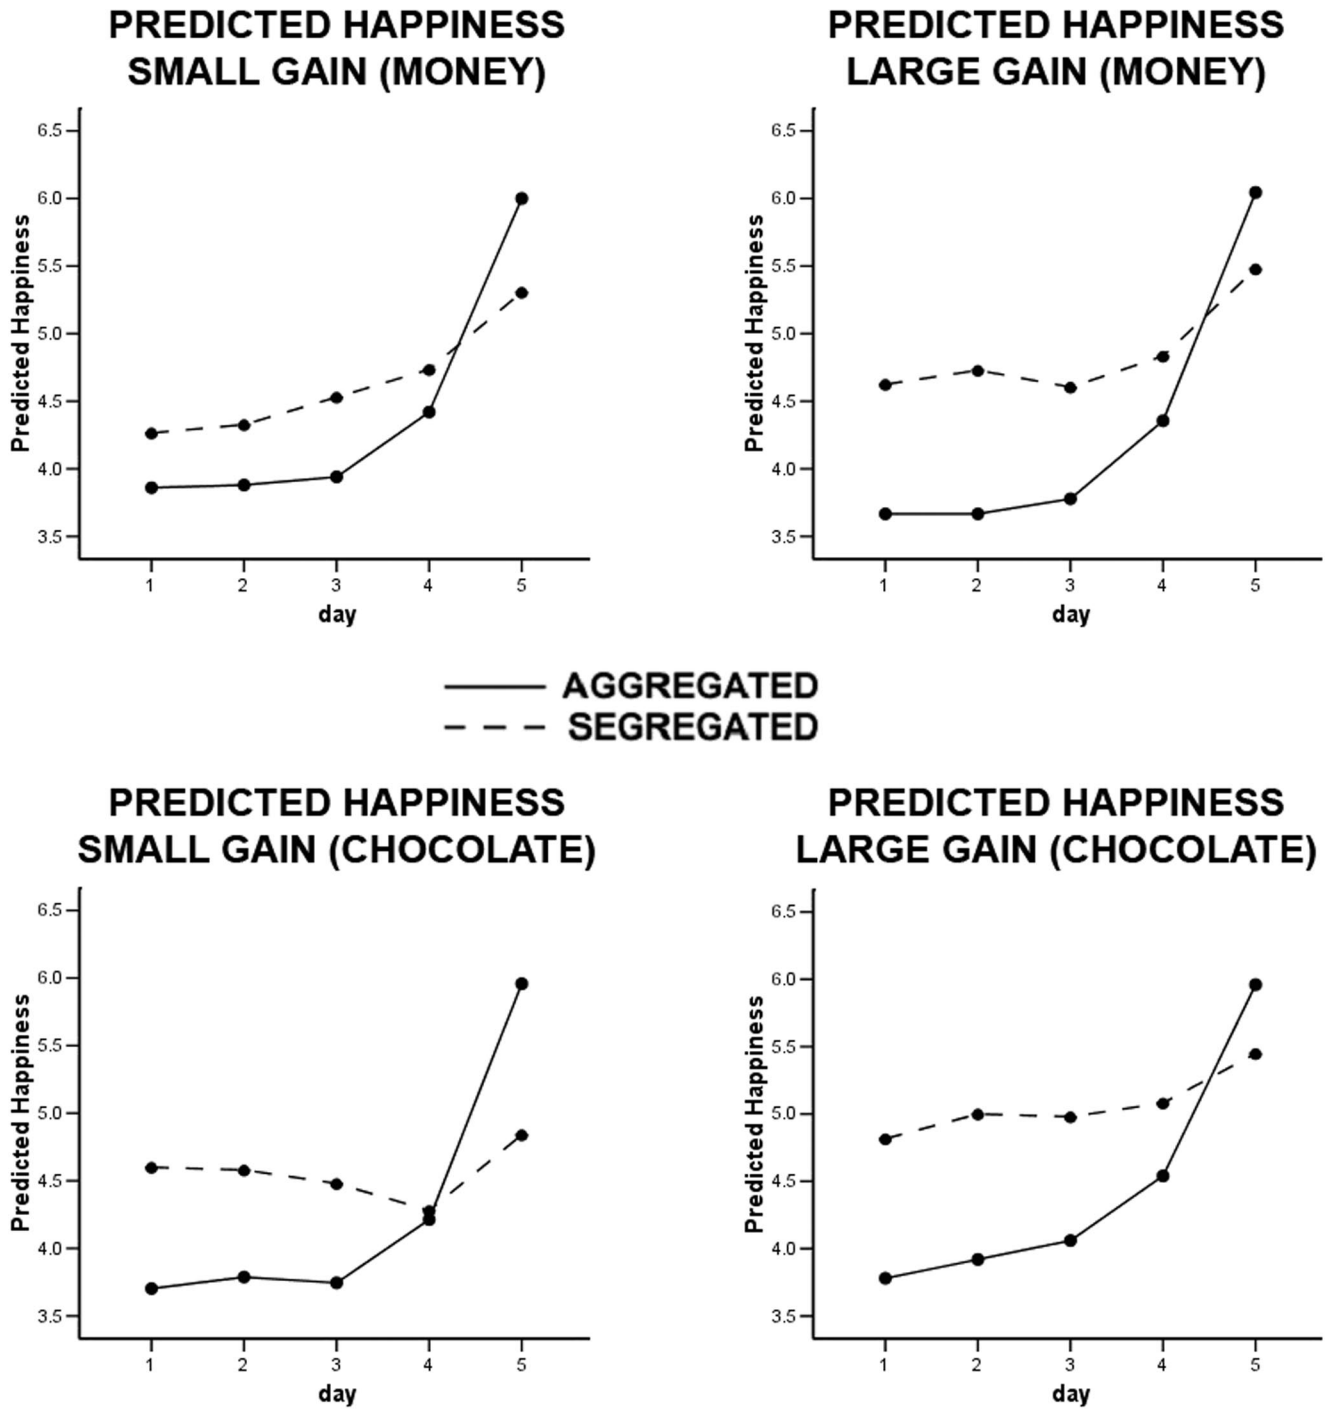 PREDICTED HAPPINESS
SMALL GAIN (MONEY)
6.5
6.0
5.5
5.0
4.5
4.0
3.5
Predicted Happiness
1 2 3 4 5
day
PREDICTED HAPPINESS
LARGE GAIN (MONEY)
6.5
6.0
5.5
5.0
4.5
4.0
3.5
Predicted Happiness
1 2 3 4 5
day
AGGREGATED
SEGREGATED
PREDICTED HAPPINESS
SMALL GAIN (CHOCOLATE)
6.5
6.0
5.5
5.0
4.5
4.0
3.5
Predicted Happiness
1 2 3 4 5
day
PREDICTED HAPPINESS
LARGE GAIN (CHOCOLATE)
6.5
6.0
5.5
5.0
4.5
4.0
3.5
Predicted Happiness
1 2 3 4 5
day